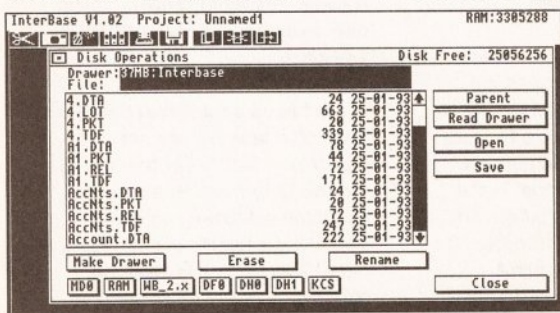 InterBase V1.02 Project: Unnamed1 RAM:3305288
Disk Operations Disk Free: 25056256
Drawer:37MB:Interbase
File:
4.DTA 24 25-01-93
4.LOT 663 25-01-93
4.PKT 20 25-01-93
4.TDF 339 25-01-93
A1.DTA 78 25-01-93
A1.PKT 44 25-01-93
A1.REL 72 25-01-93
A1.TDF 171 25-01-93
AccNts.DTA 24 25-01-93
AccNts.PKT 20 25-01-93
AccNts.REL 72 25-01-93
AccNts.TDF 247 25-01-93
Account.DTA 222 25-01-93
Parent
Read Drawer
Open
Save
Make Drawer Erase Rename
MD0 RAM WB_2.x DF0 DH0 DH1 KCS Close